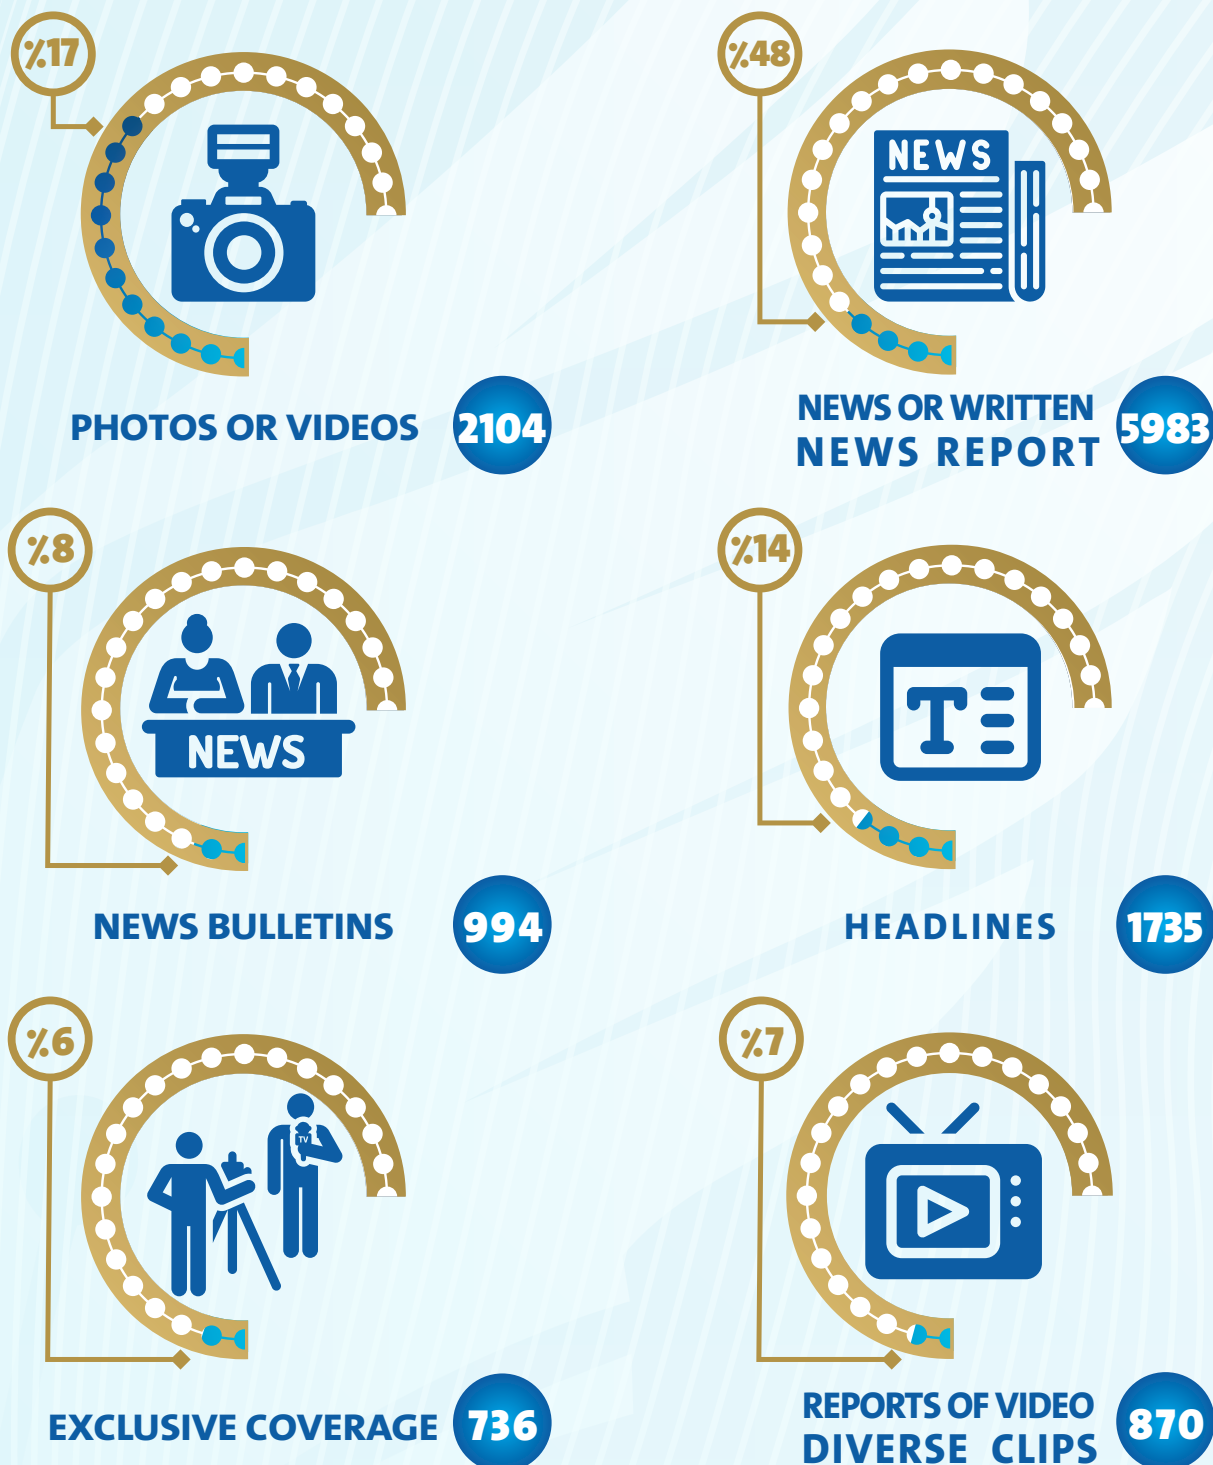 %17
PHOTOS OR VIDEOS
2104
%48
NEWS
NEWS OR WRITTEN
NEWS REPORT
5983
%8
NEWS
NEWS BULLETINS
994
%14
T
HEADLINES
1735
%6
TV
EXCLUSIVE COVERAGE
736
%7
REPORTS OF VIDEO
DIVERSE CLIPS
870